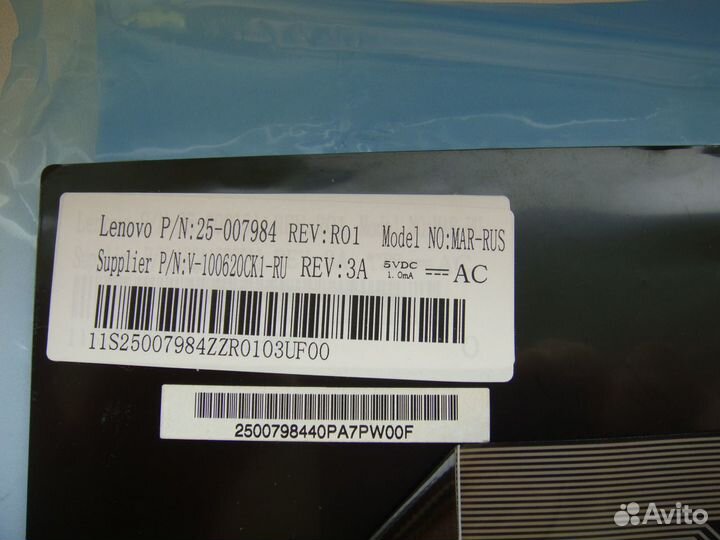 Lenovo P/N:25-007984 REV:R01 Model NO:MAR-RUS
Supplier P/N:V-100620CK1-RU REV:3A 5VDC 1.0mA AC
11S25007984ZZR0103UF00
2500798440PA7PW00F
Avito